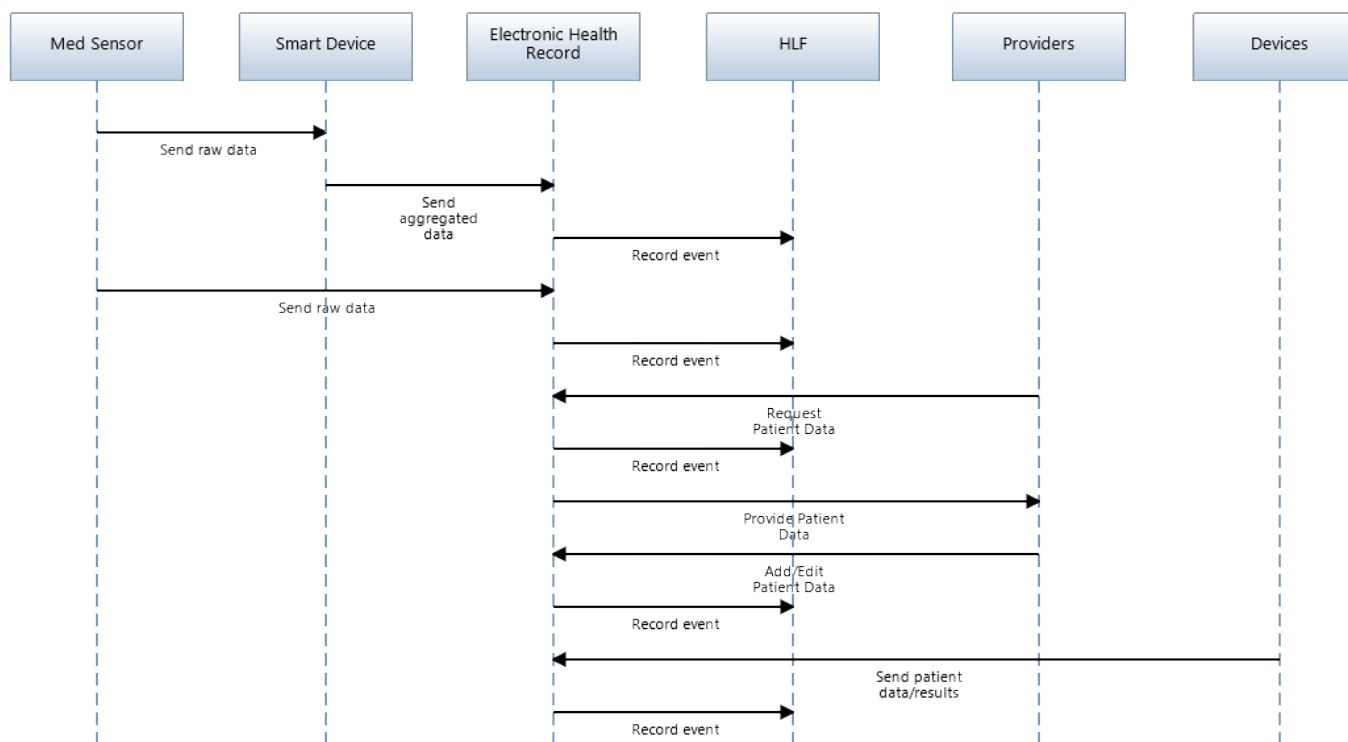 Med Sensor
Smart Device
Electronic Health
Record
HLF
Providers
Devices
Send raw data
Send
aggregated
data
Record event
Send raw data
Record event
Request
Patient Data
Record event
Provide Patient
Data
Add/Edit
Patient Data
Record event
Send patient
data/results
Record event